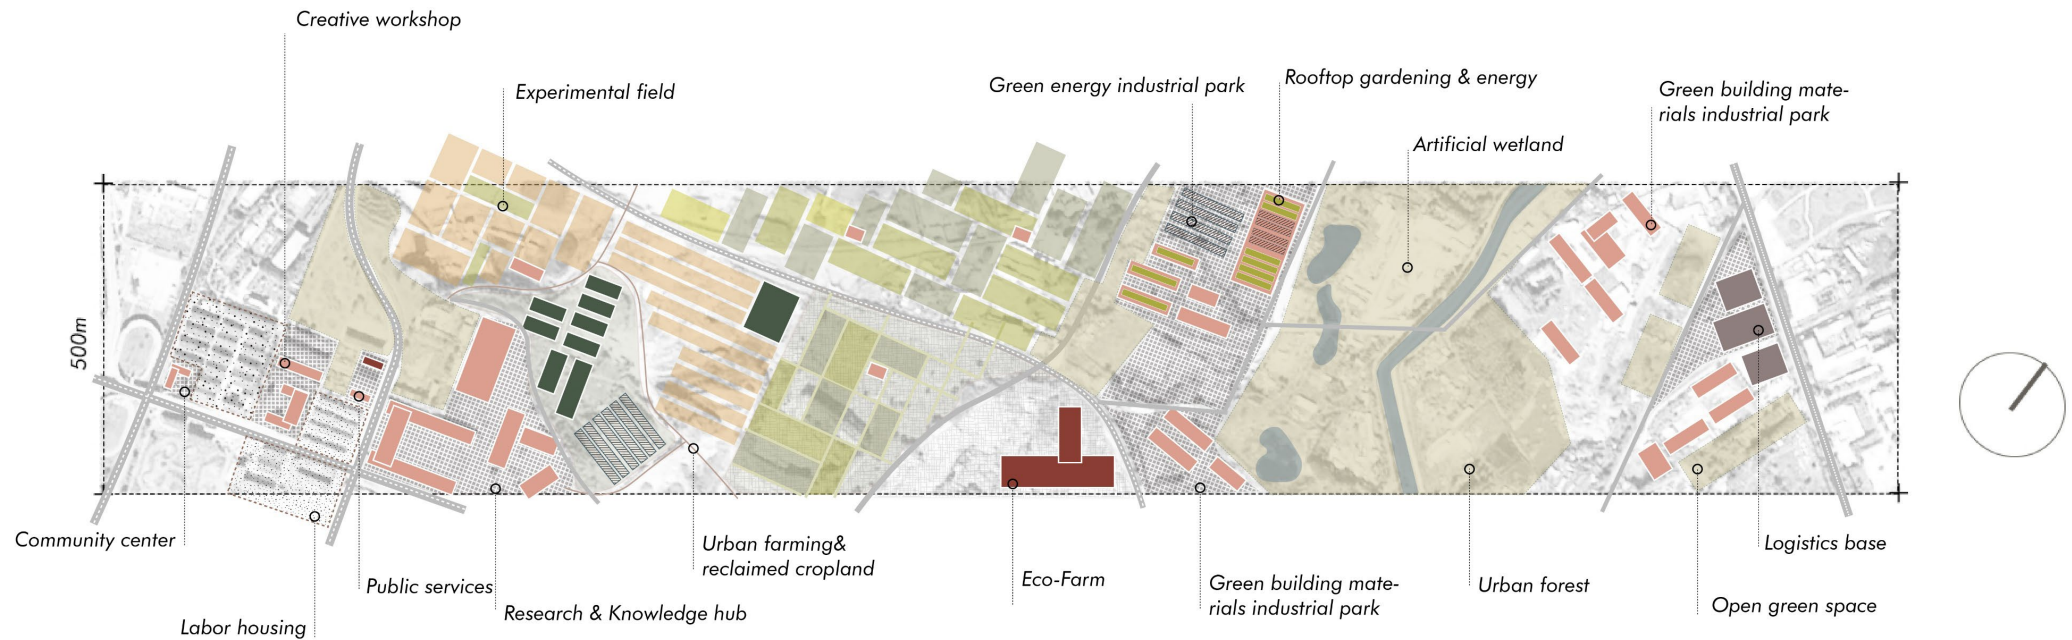 Creative workshop
Experimental field
Green energy industrial park
Rooftop gardening & energy
Green building mate-
rials industrial park
Artificial wetland
500m
Community center
Urban farming&
reclaimed cropland
Logistics base
Public services
Eco-Farm
Green building mate-
rials industrial park
Urban forest
Research & Knowledge hub
Open green space
Labor housing